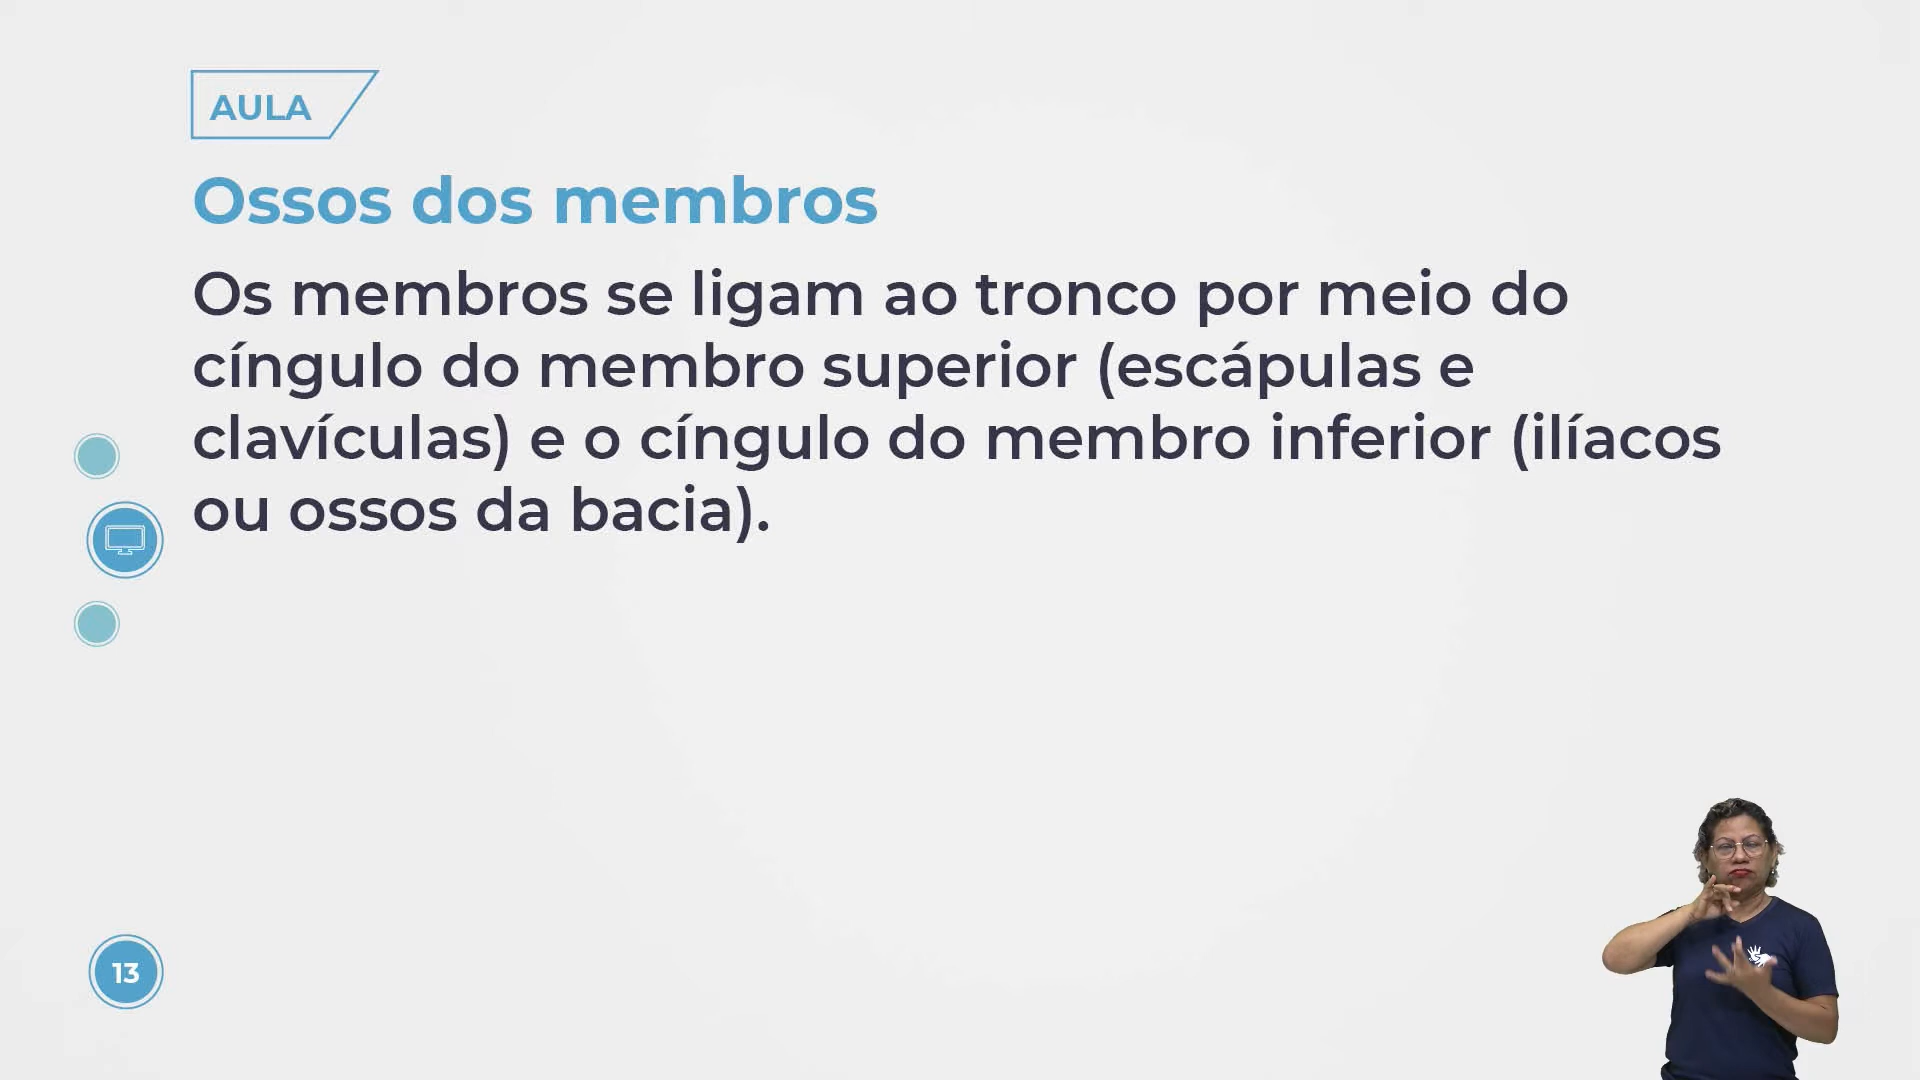 AULA
Ossos dos membros
Os membros se ligam ao tronco por meio do
cíngulo do membro superior (escápulas e
clavículas) e o cíngulo do membro inferior (ilíacos
ou ossos da bacia).
13